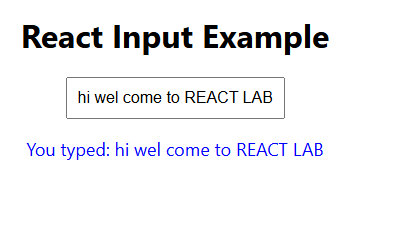 React Input Example
hi wel come to REACT LAB
You typed: hi wel come to REACT LAB